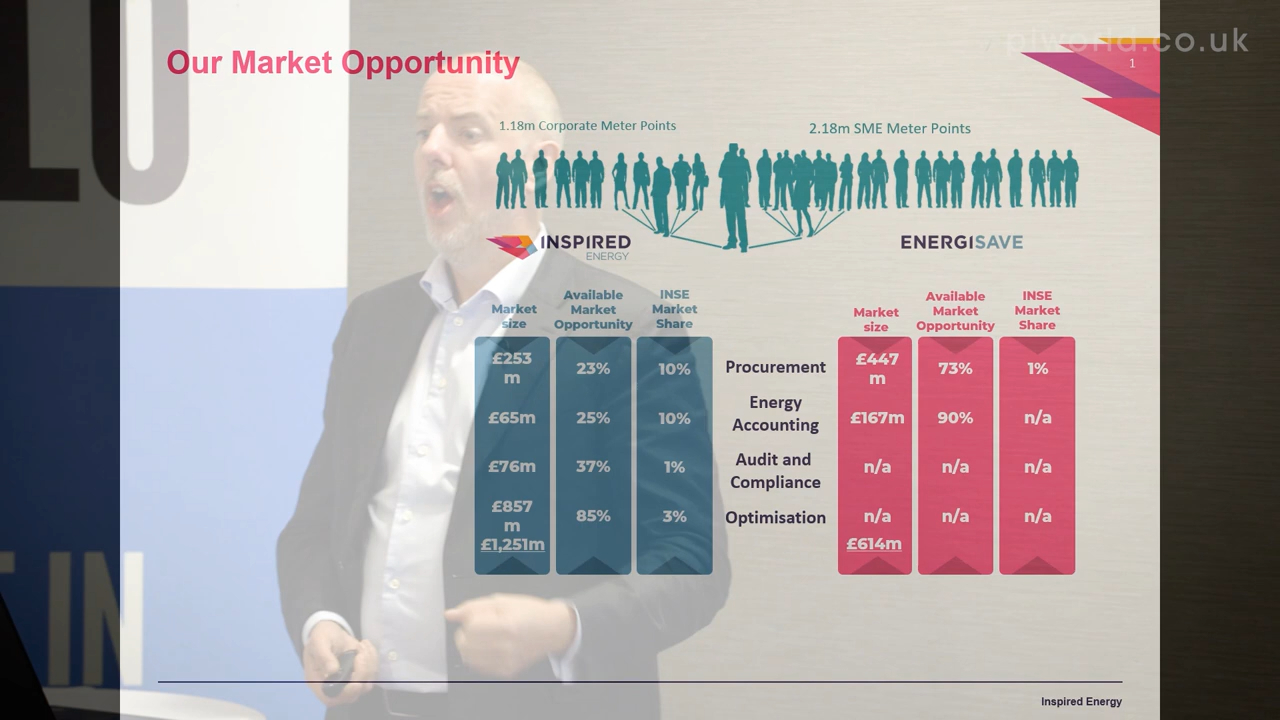 LO
piworld.co.uk
Our Market Opportunity
1
1.18m Corporate Meter Points
2.18m SME Meter Points
INSPIRED
ENERGY
ENERGISAVE
Market
size
Available
Market
Opportunity
INSE
Market
Share
Market
size
Available
Market
Opportunity
INSE
Market
Share
£253
m
23%
10%
Procurement
£447
m
73%
1%
£65m
25%
10%
Energy
Accounting
£167m
90%
n/a
£76m
37%
1%
Audit and
Compliance
n/a
n/a
n/a
£857
m
85%
3%
Optimisation
n/a
n/a
n/a
£1,251m
£614m
IN
Inspired Energy